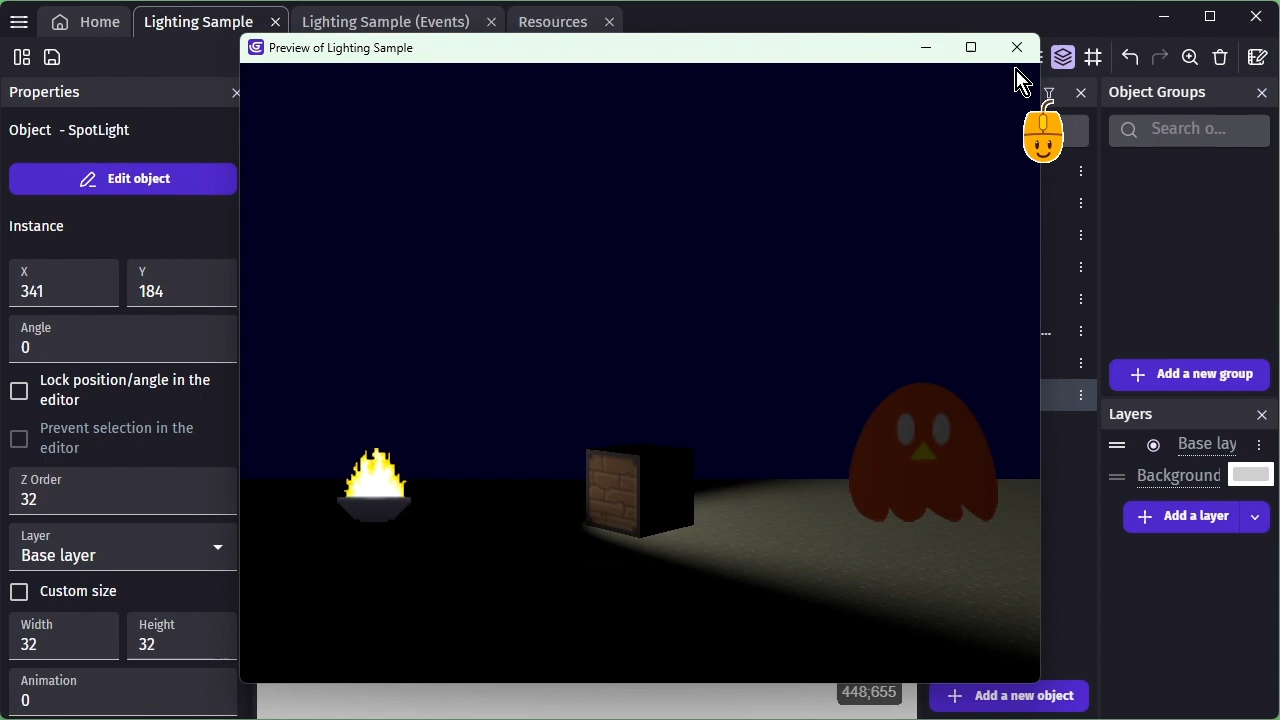 Home
Lighting Sample
Lighting Sample (Events)
Resources
Preview of Lighting Sample
Properties
Object - SpotLight
Edit object
Instance
X
341
Y
184
Angle
0
Lock position/angle in the
editor
Prevent selection in the
editor
Z Order
32
Layer
Base layer
Custom size
Width
32
Height
32
Animation
0
448;655
...
Add a new object
Object Groups
Search o...
Add a new group
Layers
Base lay
Background
Add a layer